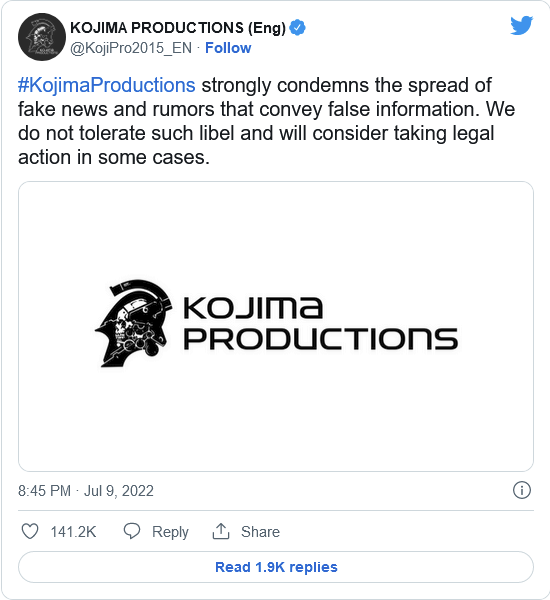 KOJIMA PRODUCTIONS (Eng)
@KojiPro2015_EN · Follow
#KojimaProductions strongly condemns the spread of
fake news and rumors that convey false information. We
do not tolerate such libel and will consider taking legal
action in some cases.
KOJIMA
PRODUCTIONS
8:45 PM · Jul 9, 2022
141.2K Reply Share
Read 1.9K replies